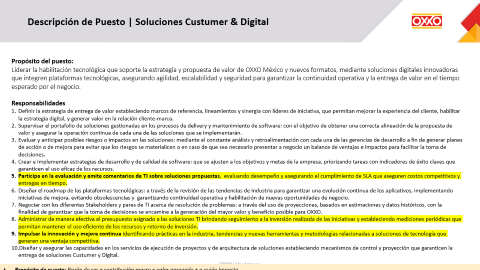 Descripción de Puesto | Soluciones Custumer & Digital
OXXO
Propósito del puesto:
Liderar la habilitación tecnológica que soporte la estrategia y propuesta de valor de OXXO México y nuevos formatos, mediante soluciones digitales innovadoras
que integren plataformas tecnológicas, asegurando agilidad, escalabilidad y seguridad para garantizar la continuidad operativa y la entrega de valor en el tiempo
esperado por el negocio.
Responsabilidades
1. Definir la estrategia de entrega de valor estableciendo marcos de referencia, lineamientos y sinergia con líderes de iniciativa, que permitan mejorar la experiencia del cliente, habilitar
la estrategia digital, y generar valor en la relación cliente-marca.
2. Supervisar el portafolio de soluciones gestionadas en los procesos de delivery y mantenimiento de software: con el objetivo de obtener una correcta alineación de la propuesta de
valor y asegurar la operación continua de cada una de las soluciones que se implementarán.
3. Evaluar y anticipar posibles riesgos o impactos en las soluciones: mediante el constante análisis y retroalimentación con cada una de las gerencias de desarrollo a fin de generar planes
de acción o de mejora para evitar que los riesgos se materialicen o en caso de que sea necesario presentar a negocio un balance de ventajas e impactos para facilitar la toma de
decisiones.
4. Crear e implementar estrategias de desarrollo y de calidad de software: que se ajusten a los objetivos y metas de la empresa, priorizando tareas con indicadores de éxito claves que
garanticen el uso eficaz de los recursos.
5. Participa en la evaluación y emite comentarios de TI sobre soluciones propuestas, evaluando desempeño y asegurando el cumplimiento de SLA que aseguren costos competitivos y
entregas en tiempo.
6. Diseñar el roadmap de las plataformas tecnológicas: a través de la revisión de las tendencias de industria para garantizar una evolución continua de los aplicativos, implementando
iniciativas de mejora, evitando obsolescencias y garantizando continuidad operativa y habilitación de nuevas oportunidades de negocio.
7. Negociar con los diferentes Stakeholders y pares de TI acerca de resolución de problemas: a través del uso de proyecciones, basados en estimaciones y datos históricos, con la
finalidad de garantizar que la toma de decisiones se encamine a la generación del mayor valor y beneficio posible para OXXO.
8. Administrar de manera efectiva el presupuesto asignado a las soluciones TI brindando seguimiento a la inversión realizada de las iniciativas y estableciendo mediciones periódicas que
permitan mantener el uso eficiente de los recursos y retorno de inversión.
9. Impulsar la innovación y mejora continua identificando prácticas en la industria, tendencias y nuevas herramientas y metodologías relacionadas a soluciones de tecnología que
generen una ventaja competitiva.
10. Diseñar y asegurar las capacidades en los servicios de ejecución de proyectos y de arquitectura de soluciones estableciendo mecanismos de control y proyección que garanticen la
entrega de soluciones Custumer y Digital.